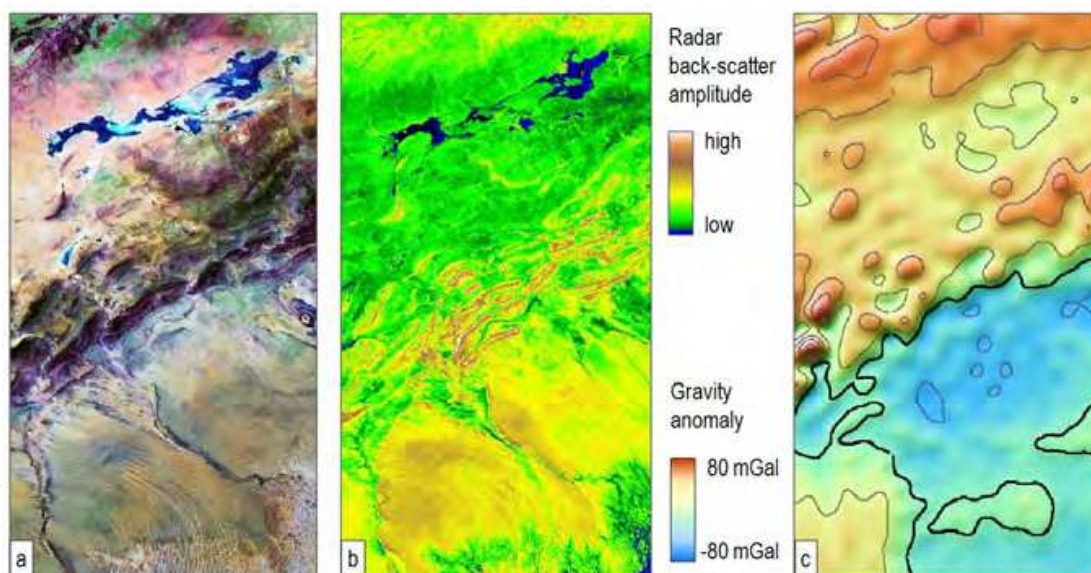 Radar
back-scatter
amplitude
high
low
Gravity
anomaly
80 mGal
-80 mGal
a
b
c